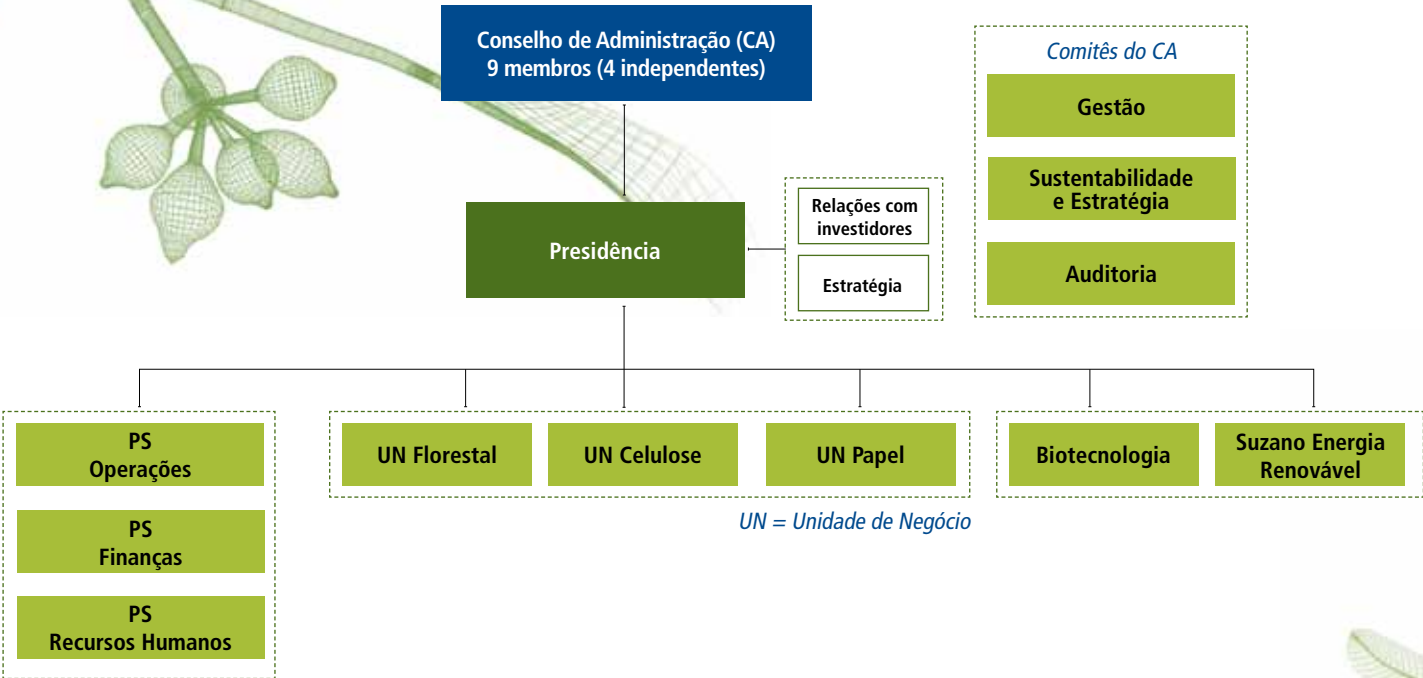 Conselho de Administração (CA)
9 membros (4 independentes)
Comitês do CA
Gestão
Sustentabilidade
e Estratégia
Auditoria
Presidência
Relações com
investidores
Estratégia
PS
Operações
PS
Finanças
PS
Recursos Humanos
UN Florestal
UN Celulose
UN Papel
UN = Unidade de Negócio
Biotecnologia
Suzano Energia
Renovável